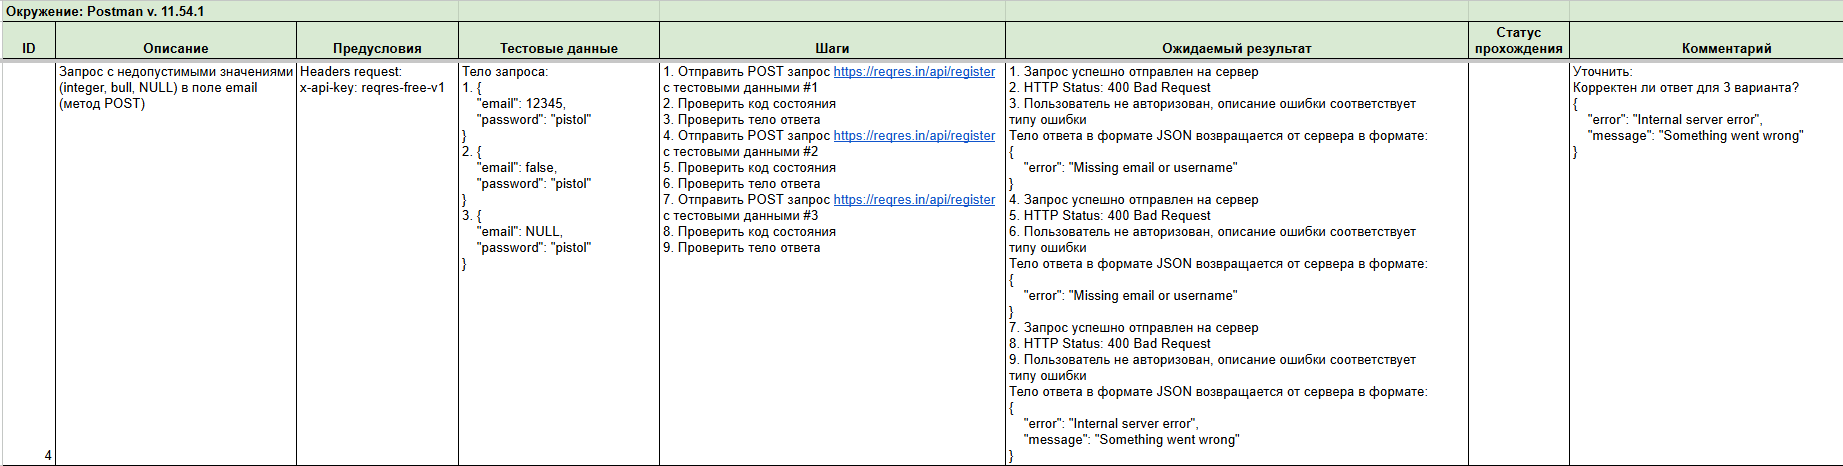 Окружение: Postman v. 11.54.1
ID
Описание
Предусловия
Тестовые данные
Шаги
Ожидаемый результат
Статус
прохождения
Комментарий
4
Запрос с недопустимыми значениями
(integer, bull, NULL) в поле email
(метод POST)
Headers request:
x-api-key: reqres-free-v1
Тело запроса:
1. {
"email": 12345,
"password": "pistol"
}
2. {
"email": false,
"password": "pistol"
}
3. {
"email": NULL,
"password": "pistol"
}
1. Отправить POST запрос https://reqres.in/api/register
с тестовыми данными #1
2. Проверить код состояния
3. Проверить тело ответа
4. Отправить POST запрос https://reqres.in/api/register
с тестовыми данными #2
5. Проверить код состояния
6. Проверить тело ответа
7. Отправить POST запрос https://reqres.in/api/register
с тестовыми данными #3
8. Проверить код состояния
9. Проверить тело ответа
1. Запрос успешно отправлен на сервер
2. HTTP Status: 400 Bad Request
3. Пользователь не авторизован, описание ошибки соответствует
типу ошибки
Тело ответа в формате JSON возвращается от сервера в формате:
{
"error": "Missing email or username"
}
4. Запрос успешно отправлен на сервер
5. HTTP Status: 400 Bad Request
6. Пользователь не авторизован, описание ошибки соответствует
типу ошибки
Тело ответа в формате JSON возвращается от сервера в формате:
{
"error": "Missing email or username"
}
7. Запрос успешно отправлен на сервер
8. HTTP Status: 400 Bad Request
9. Пользователь не авторизован, описание ошибки соответствует
типу ошибки
Тело ответа в формате JSON возвращается от сервера в формате:
{
"error": "Internal server error",
"message": "Something went wrong"
}
Уточнить:
Корректен ли ответ для 3 варианта?
{
"error": "Internal server error",
"message": "Something went wrong"
}